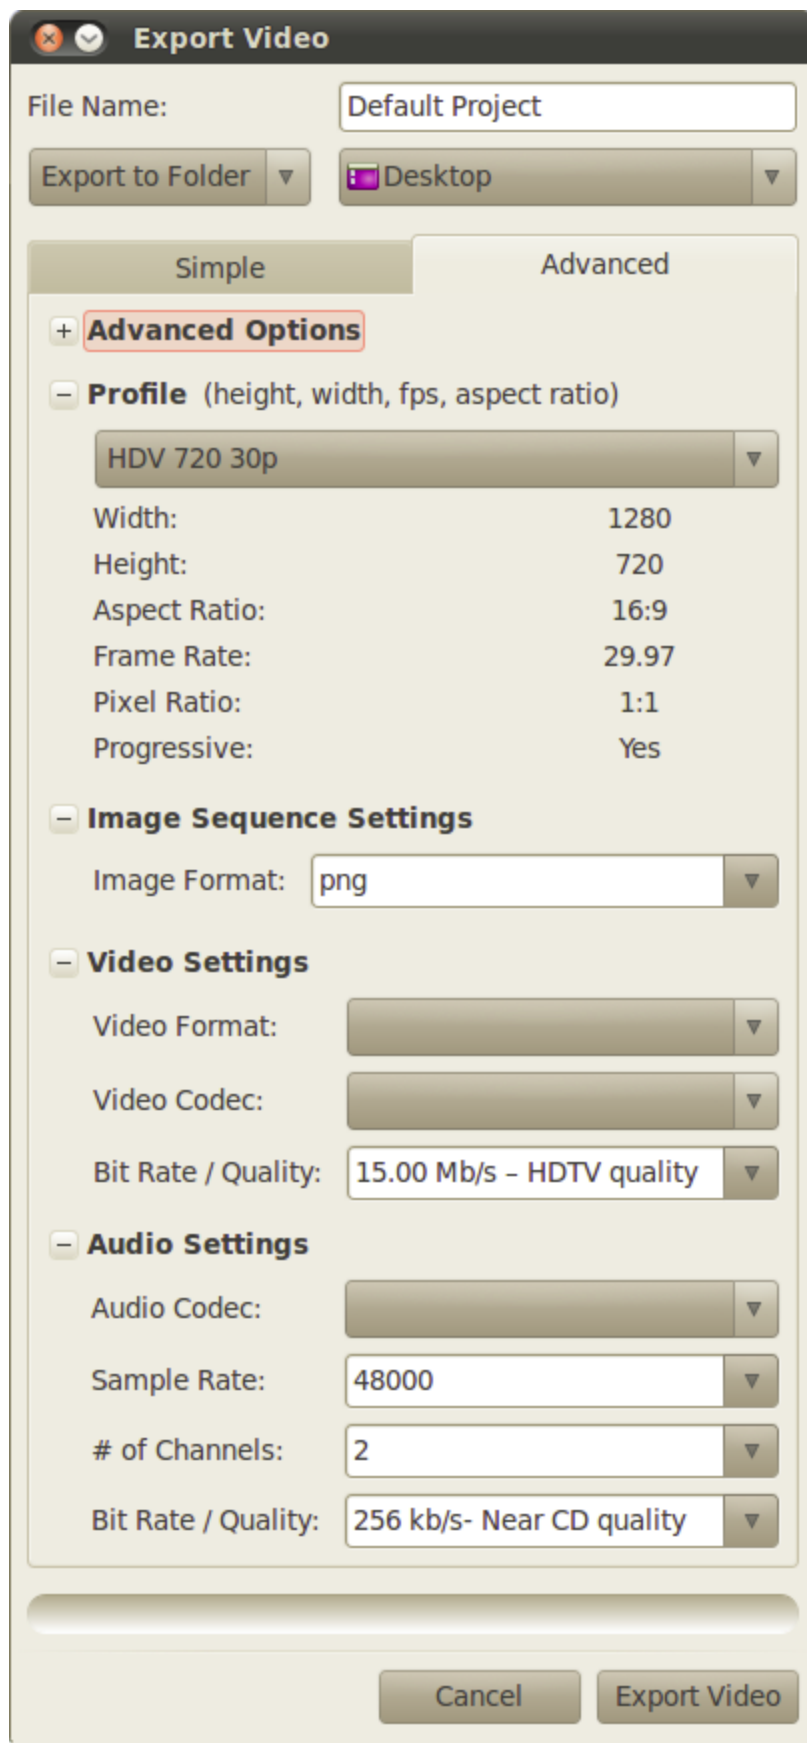 Export Video
File Name: Default Project
Export to Folder Desktop
Simple Advanced
+ Advanced Options
− Profile (height, width, fps, aspect ratio)
HDV 720 30p
Width: 1280
Height: 720
Aspect Ratio: 16:9
Frame Rate: 29.97
Pixel Ratio: 1:1
Progressive: Yes
− Image Sequence Settings
Image Format: png
− Video Settings
Video Format:
Video Codec:
Bit Rate / Quality: 15.00 Mb/s – HDTV quality
− Audio Settings
Audio Codec:
Sample Rate: 48000
# of Channels: 2
Bit Rate / Quality: 256 kb/s- Near CD quality
Cancel Export Video